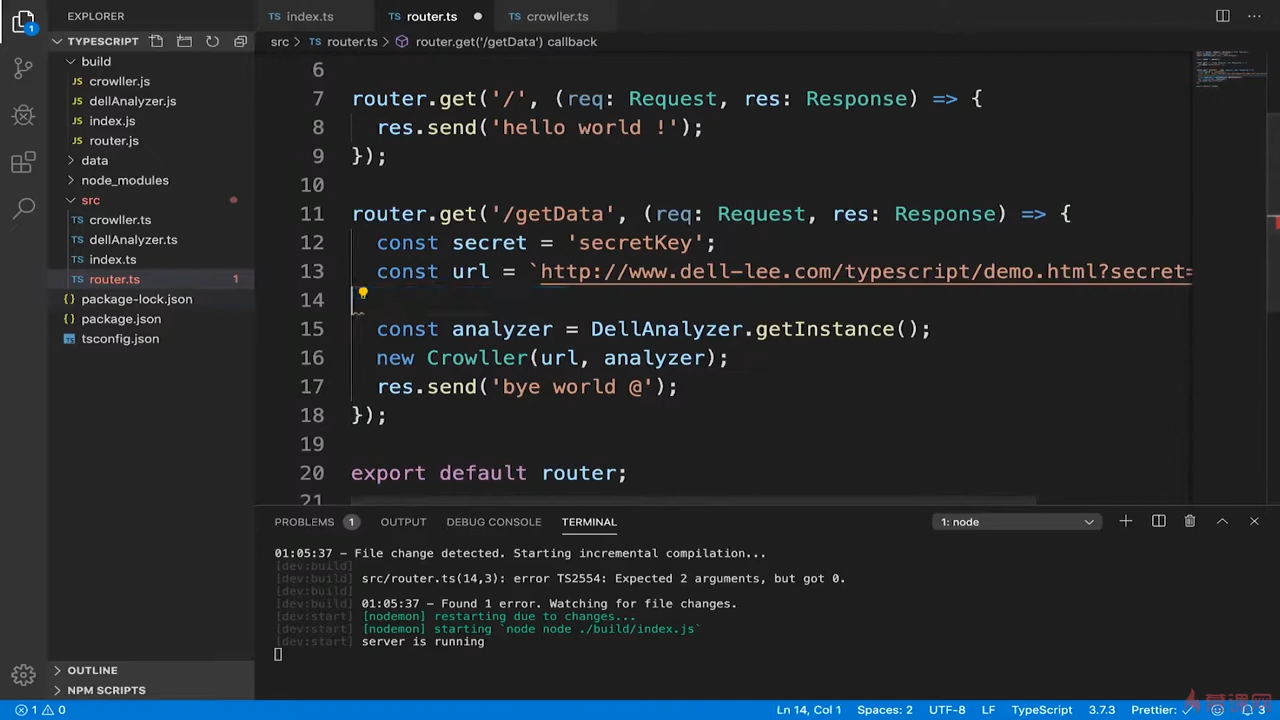 EXPLORER
index.ts
router.ts
crowller.ts
TYPESCRIPT
src > TS router.ts > router.get('/getData') callback
build
JS crowller.js
JS dellAnalyzer.js
JS index.js
JS router.js
data
node_modules
src
TS crowller.ts
TS dellAnalyzer.ts
TS index.ts
TS router.ts 1
{} package-lock.json
{} package.json
TS tsconfig.json
OUTLINE
NPM SCRIPTS
6
7 router.get('/', (req: Request, res: Response) => {
8 res.send('hello world !');
9 });
10
11 router.get('/getData', (req: Request, res: Response) => {
12 const secret = 'secretKey';
13 const url = `http://www.dell-lee.com/typescript/demo.html?secret=
14
15 const analyzer = DellAnalyzer.getInstance();
16 new Crowller(url, analyzer);
17 res.send('bye world @');
18 });
19
20 export default router;
21
PROBLEMS 1 OUTPUT DEBUG CONSOLE TERMINAL 1: node
01:05:37 - File change detected. Starting incremental compilation...
[dev:build]
[dev:build] src/router.ts(14,3): error TS2554: Expected 2 arguments, but got 0.
[dev:build]
[dev:build] 01:05:37 - Found 1 error. Watching for file changes.
[dev:start] [nodemon] restarting due to changes...
[dev:start] [nodemon] starting `node node ./build/index.js`
[dev:start] server is running
1 0 Ln 14, Col 1 Spaces: 2 UTF-8 LF TypeScript 3.7.3 Prettier: ✓ 3
慕课网